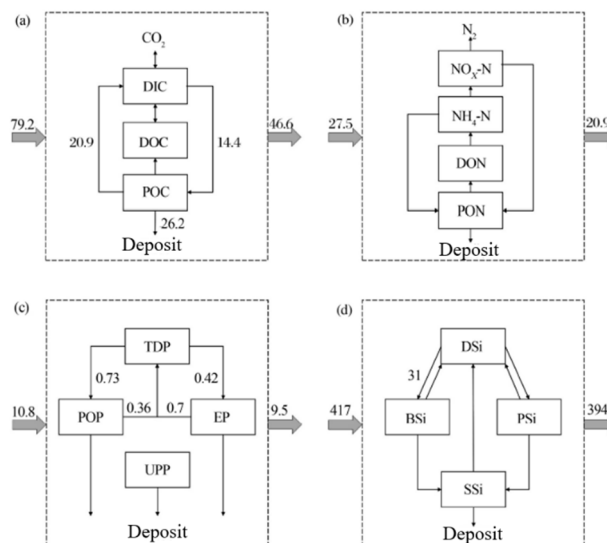 (a)
CO2
DIC
79.2
20.9
DOC
14.4
46.6
POC
26.2
Deposit
(b)
N2
NOX-N
NH4-N
27.5
20.9
DON
PON
Deposit
(c)
TDP
0.73
0.42
10.8
POP
0.36
0.7
EP
9.5
UPP
Deposit
(d)
DSi
31
417
BSi
PSi
394
SSi
Deposit